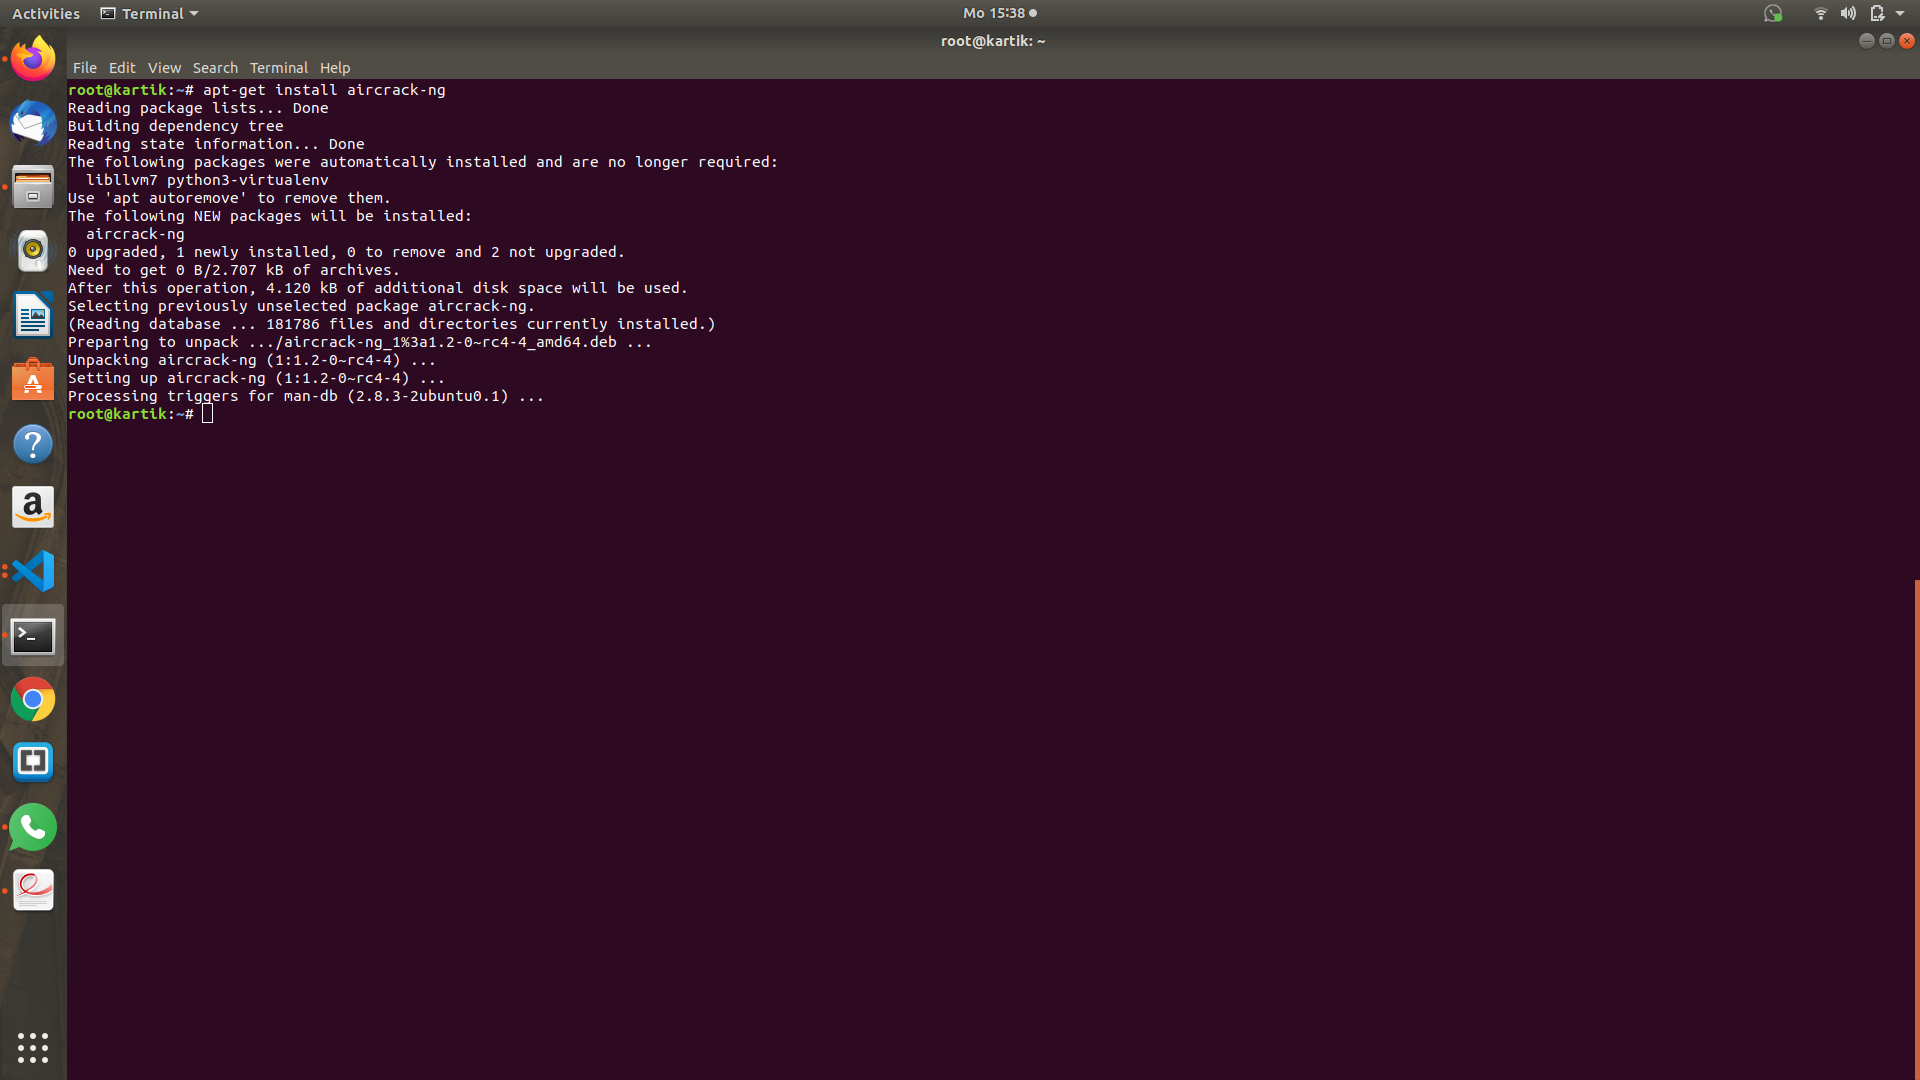 Activities Terminal Mo 15:38
root@kartik: ~
File Edit View Search Terminal Help
root@kartik:~# apt-get install aircrack-ng
Reading package lists... Done
Building dependency tree
Reading state information... Done
The following packages were automatically installed and are no longer required:
  libllvm7 python3-virtualenv
Use 'apt autoremove' to remove them.
The following NEW packages will be installed:
  aircrack-ng
0 upgraded, 1 newly installed, 0 to remove and 2 not upgraded.
Need to get 0 B/2.707 kB of archives.
After this operation, 4.120 kB of additional disk space will be used.
Selecting previously unselected package aircrack-ng.
(Reading database ... 181786 files and directories currently installed.)
Preparing to unpack .../aircrack-ng_1%3a1.2-0~rc4-4_amd64.deb ...
Unpacking aircrack-ng (1:1.2-0~rc4-4) ...
Setting up aircrack-ng (1:1.2-0~rc4-4) ...
Processing triggers for man-db (2.8.3-2ubuntu0.1) ...
root@kartik:~#